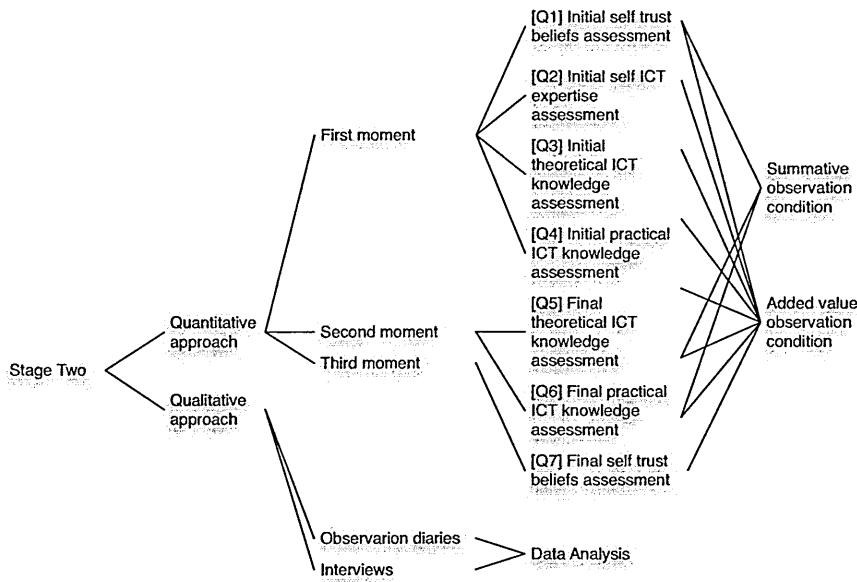 Stage Two
Quantitative
approach
Qualitative
approach
First moment
Second moment
Third moment
Observarion diaries
Interviews
[Q1] Initial self trust
beliefs assessment
[Q2] Initial self ICT
expertise
assessment
[Q3] Initial
theoretical ICT
knowledge
assessment
[Q4] Initial practical
ICT knowledge
assessment
[Q5] Final
theoretical ICT
knowledge
assessment
[Q6] Final practical
ICT knowledge
assessment
[Q7] Final self trust
beliefs assessment
Data Analysis
Summative
observation
condition
Added value
observation
condition